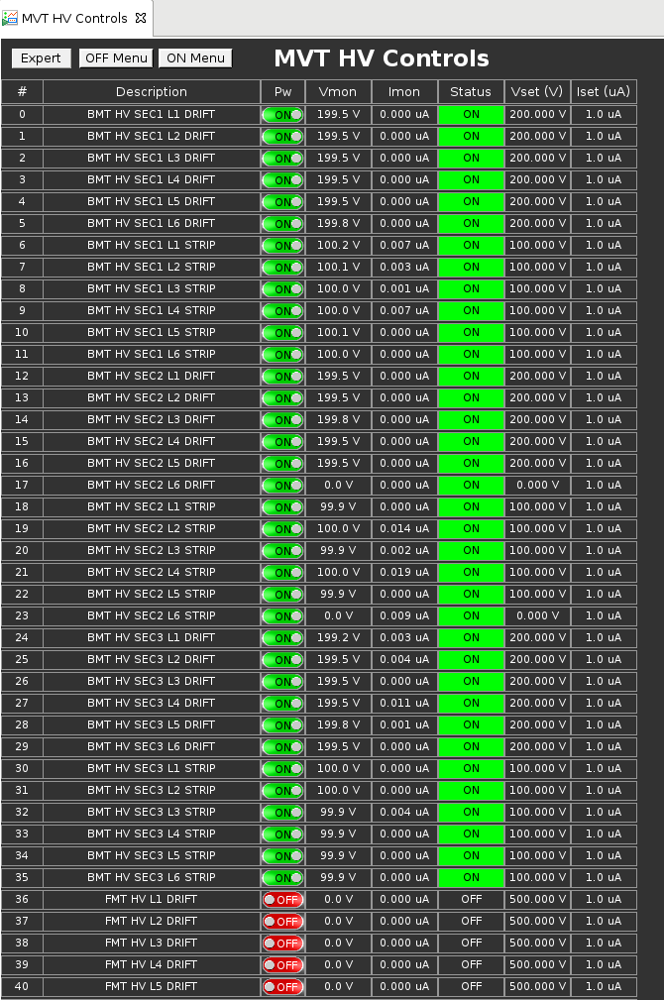 MVT HV Controls
Expert OFF Menu ON Menu MVT HV Controls
# Description Pw Vmon Imon Status Vset (V) Iset (uA)
0 BMT HV SEC1 L1 DRIFT ON 199.5 V 0.000 uA ON 200.000 V 1.0 uA
1 BMT HV SEC1 L2 DRIFT ON 199.5 V 0.000 uA ON 200.000 V 1.0 uA
2 BMT HV SEC1 L3 DRIFT ON 199.5 V 0.000 uA ON 200.000 V 1.0 uA
3 BMT HV SEC1 L4 DRIFT ON 199.5 V 0.000 uA ON 200.000 V 1.0 uA
4 BMT HV SEC1 L5 DRIFT ON 199.5 V 0.000 uA ON 200.000 V 1.0 uA
5 BMT HV SEC1 L6 DRIFT ON 199.8 V 0.000 uA ON 200.000 V 1.0 uA
6 BMT HV SEC1 L1 STRIP ON 100.2 V 0.007 uA ON 100.000 V 1.0 uA
7 BMT HV SEC1 L2 STRIP ON 100.1 V 0.003 uA ON 100.000 V 1.0 uA
8 BMT HV SEC1 L3 STRIP ON 100.0 V 0.001 uA ON 100.000 V 1.0 uA
9 BMT HV SEC1 L4 STRIP ON 100.0 V 0.007 uA ON 100.000 V 1.0 uA
10 BMT HV SEC1 L5 STRIP ON 100.1 V 0.000 uA ON 100.000 V 1.0 uA
11 BMT HV SEC1 L6 STRIP ON 100.0 V 0.000 uA ON 100.000 V 1.0 uA
12 BMT HV SEC2 L1 DRIFT ON 199.5 V 0.000 uA ON 200.000 V 1.0 uA
13 BMT HV SEC2 L2 DRIFT ON 199.5 V 0.000 uA ON 200.000 V 1.0 uA
14 BMT HV SEC2 L3 DRIFT ON 199.8 V 0.000 uA ON 200.000 V 1.0 uA
15 BMT HV SEC2 L4 DRIFT ON 199.5 V 0.000 uA ON 200.000 V 1.0 uA
16 BMT HV SEC2 L5 DRIFT ON 199.5 V 0.000 uA ON 200.000 V 1.0 uA
17 BMT HV SEC2 L6 DRIFT ON 0.0 V 0.000 uA ON 0.000 V 1.0 uA
18 BMT HV SEC2 L1 STRIP ON 99.9 V 0.000 uA ON 100.000 V 1.0 uA
19 BMT HV SEC2 L2 STRIP ON 100.0 V 0.014 uA ON 100.000 V 1.0 uA
20 BMT HV SEC2 L3 STRIP ON 99.9 V 0.002 uA ON 100.000 V 1.0 uA
21 BMT HV SEC2 L4 STRIP ON 100.0 V 0.019 uA ON 100.000 V 1.0 uA
22 BMT HV SEC2 L5 STRIP ON 99.9 V 0.000 uA ON 100.000 V 1.0 uA
23 BMT HV SEC2 L6 STRIP ON 0.0 V 0.009 uA ON 0.000 V 1.0 uA
24 BMT HV SEC3 L1 DRIFT ON 199.2 V 0.003 uA ON 200.000 V 1.0 uA
25 BMT HV SEC3 L2 DRIFT ON 199.5 V 0.004 uA ON 200.000 V 1.0 uA
26 BMT HV SEC3 L3 DRIFT ON 199.5 V 0.000 uA ON 200.000 V 1.0 uA
27 BMT HV SEC3 L4 DRIFT ON 199.5 V 0.011 uA ON 200.000 V 1.0 uA
28 BMT HV SEC3 L5 DRIFT ON 199.8 V 0.001 uA ON 200.000 V 1.0 uA
29 BMT HV SEC3 L6 DRIFT ON 199.5 V 0.000 uA ON 200.000 V 1.0 uA
30 BMT HV SEC3 L1 STRIP ON 100.0 V 0.000 uA ON 100.000 V 1.0 uA
31 BMT HV SEC3 L2 STRIP ON 100.0 V 0.000 uA ON 100.000 V 1.0 uA
32 BMT HV SEC3 L3 STRIP ON 99.9 V 0.004 uA ON 100.000 V 1.0 uA
33 BMT HV SEC3 L4 STRIP ON 99.9 V 0.000 uA ON 100.000 V 1.0 uA
34 BMT HV SEC3 L5 STRIP ON 99.9 V 0.000 uA ON 100.000 V 1.0 uA
35 BMT HV SEC3 L6 STRIP ON 99.9 V 0.000 uA ON 100.000 V 1.0 uA
36 FMT HV L1 DRIFT OFF 0.0 V 0.000 uA OFF 500.000 V 1.0 uA
37 FMT HV L2 DRIFT OFF 0.0 V 0.000 uA OFF 500.000 V 1.0 uA
38 FMT HV L3 DRIFT OFF 0.0 V 0.000 uA OFF 500.000 V 1.0 uA
39 FMT HV L4 DRIFT OFF 0.0 V 0.000 uA OFF 500.000 V 1.0 uA
40 FMT HV L5 DRIFT OFF 0.0 V 0.000 uA OFF 500.000 V 1.0 uA